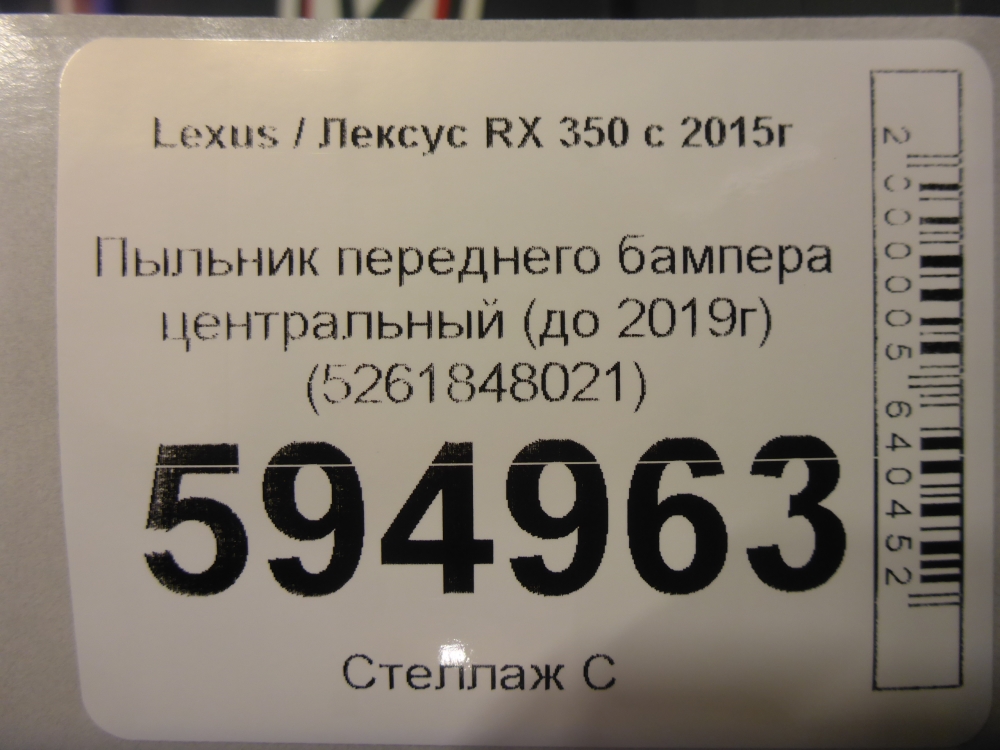 Lexus / Лексус RX 350 с 2015г
Пыльник переднего бампера
центральный (до 2019г)
(5261848021)
594963
Стеллаж С
2000005640452